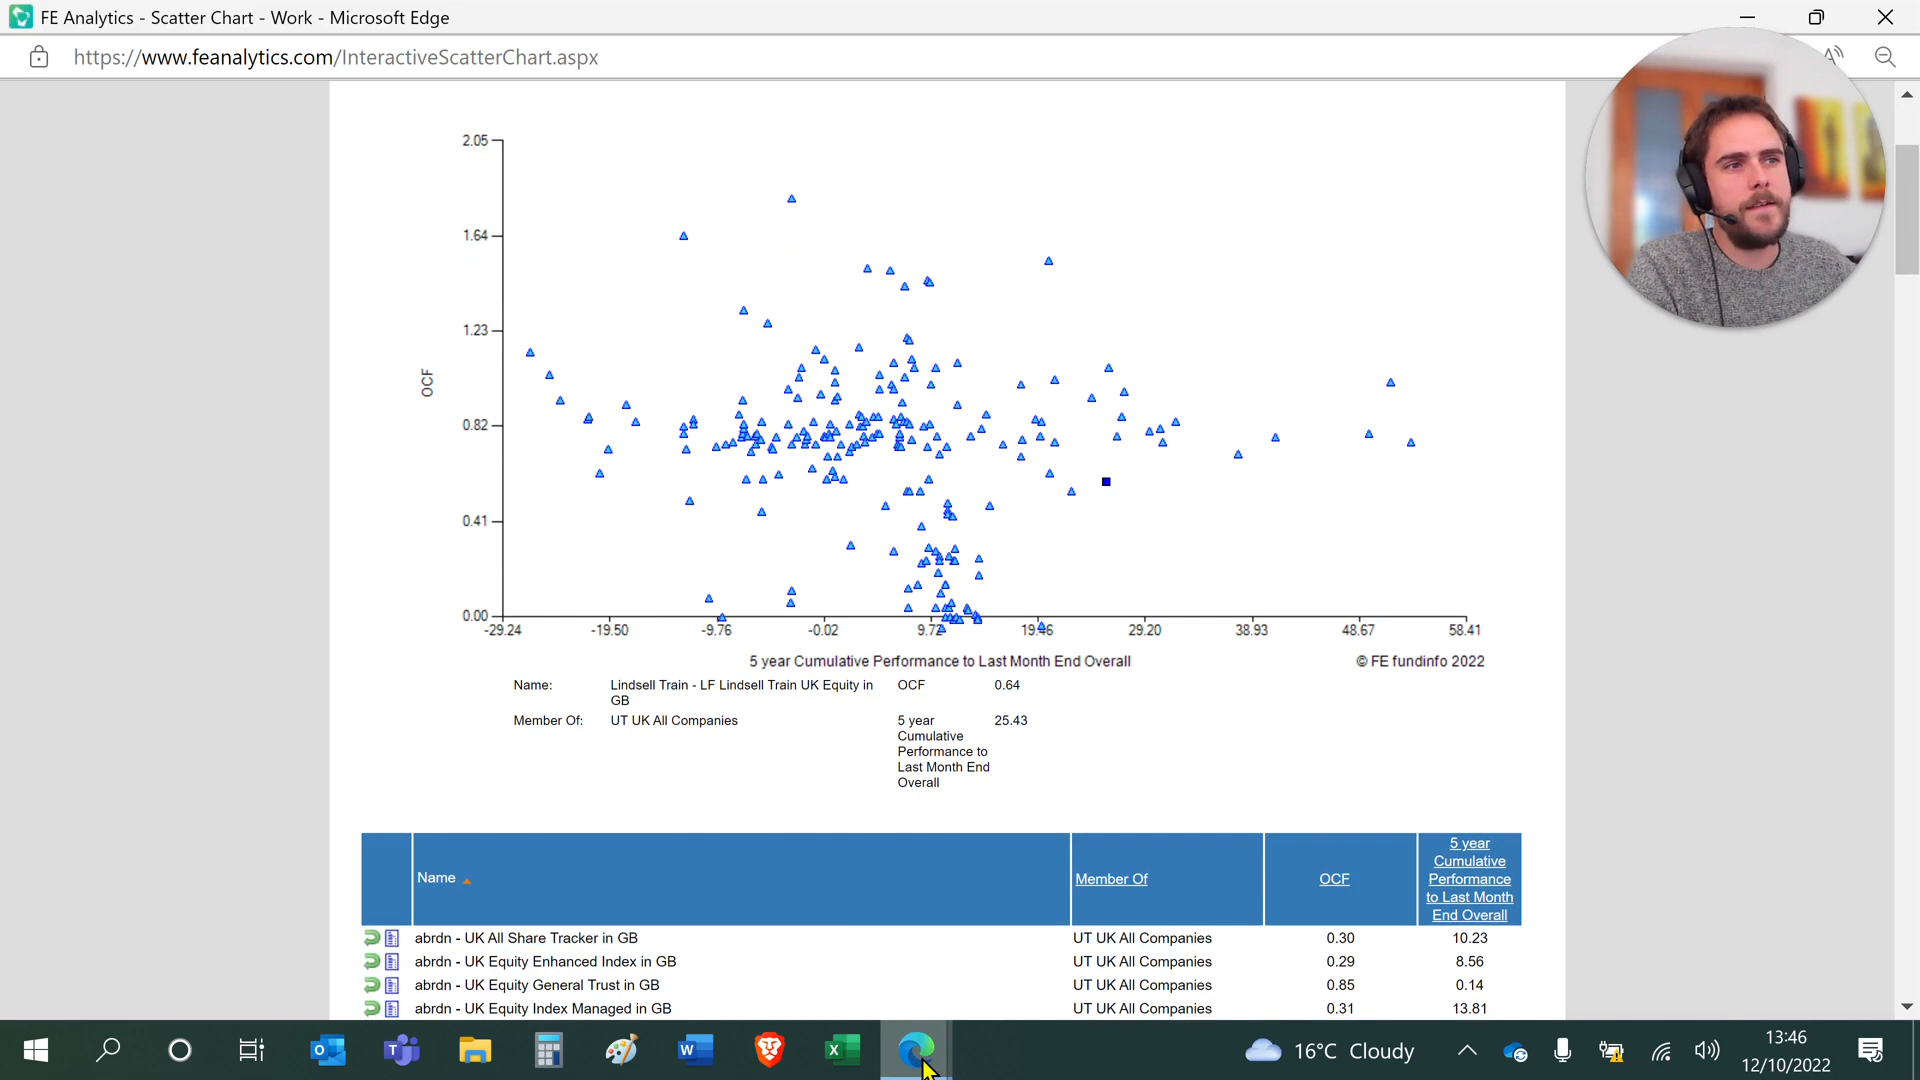 FE Analytics - Scatter Chart - Work - Microsoft Edge
https://www.feanalytics.com/InteractiveScatterChart.aspx
2.05
1.64
1.23
OCF
0.82
0.41
0.00
-29.24 -19.50 -9.76 -0.02 9.72 19.46 29.20 38.93 48.67 58.41
5 year Cumulative Performance to Last Month End Overall © FE fundinfo 2022
Name: Lindsell Train - LF Lindsell Train UK Equity in GB OCF 0.64
Member Of: UT UK All Companies 5 year Cumulative Performance to Last Month End Overall 25.43
Name Member Of OCF 5 year Cumulative Performance to Last Month End Overall
abrdn - UK All Share Tracker in GB UT UK All Companies 0.30 10.23
abrdn - UK Equity Enhanced Index in GB UT UK All Companies 0.29 8.56
abrdn - UK Equity General Trust in GB UT UK All Companies 0.85 0.14
abrdn - UK Equity Index Managed in GB UT UK All Companies 0.31 13.81
16°C Cloudy
13:46
12/10/2022